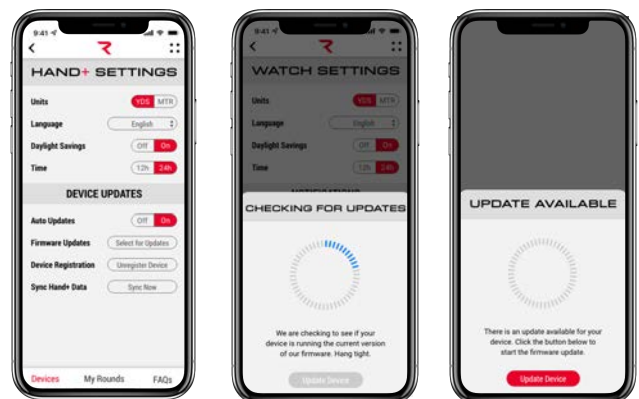 9:41
HAND+ SETTINGS
Units YDS MTR
Language English
Daylight Savings Off On
Time 12h 24h
DEVICE UPDATES
Auto Updates Off On
Firmware Updates Select for Updates
Device Registration Unregister Device
Sync Hand+ Data Sync Now
Devices My Rounds FAQs
9:41
WATCH SETTINGS
Units YDS MTR
Language English
Daylight Savings Off On
Time 12h 24h
NOTIFICATIONS
CHECKING FOR UPDATES
We are checking to see if your
device is running the current version
of our firmware. Hang tight.
Update Device
UPDATE AVAILABLE
There is an update available for your
device. Click the button below to
start the firmware update.
Update Device